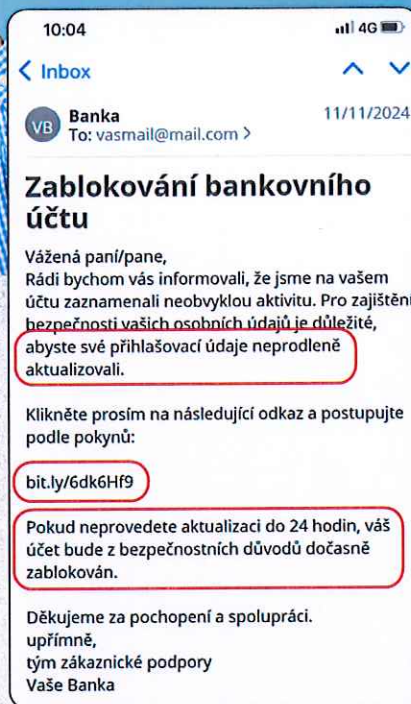 10:04
4G
Inbox
VB
Banka
11/11/2024
To: vasmail@mail.com >
Zablokování bankovního
účtu
Vážená paní/pane,
Rádi bychom vás informovali, že jsme na vašem
účtu zaznamenali neobvyklou aktivitu. Pro zajištění
bezpečnosti vašich osobních údajů je důležité,
abyste své přihlašovací údaje neprodleně
aktualizovali.
Klikněte prosím na následující odkaz a postupujte
podle pokynů:
bit.ly/6dk6Hf9
Pokud neprovedete aktualizaci do 24 hodin, váš
účet bude z bezpečnostních důvodů dočasně
zablokován.
Děkujeme za pochopení a spolupráci.
upřímně,
tým zákaznické podpory
Vaše Banka